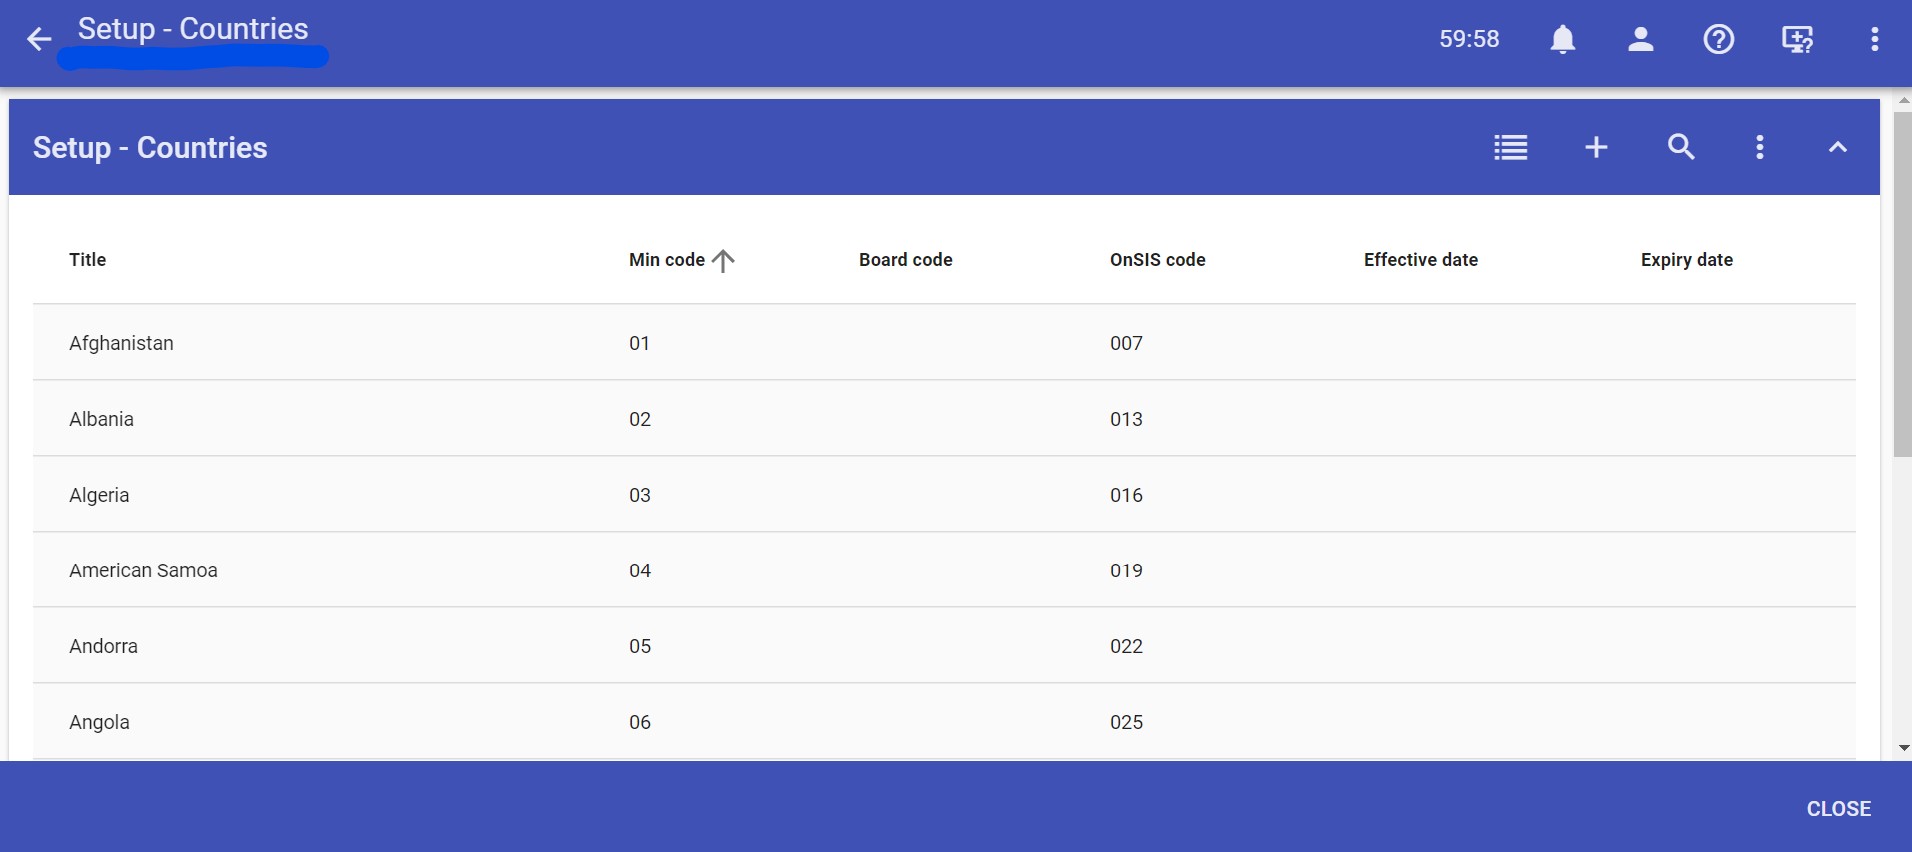 Setup - Countries
59:58
Setup - Countries
Title Min code Board code OnSIS code Effective date Expiry date
Afghanistan 01 007
Albania 02 013
Algeria 03 016
American Samoa 04 019
Andorra 05 022
Angola 06 025
CLOSE